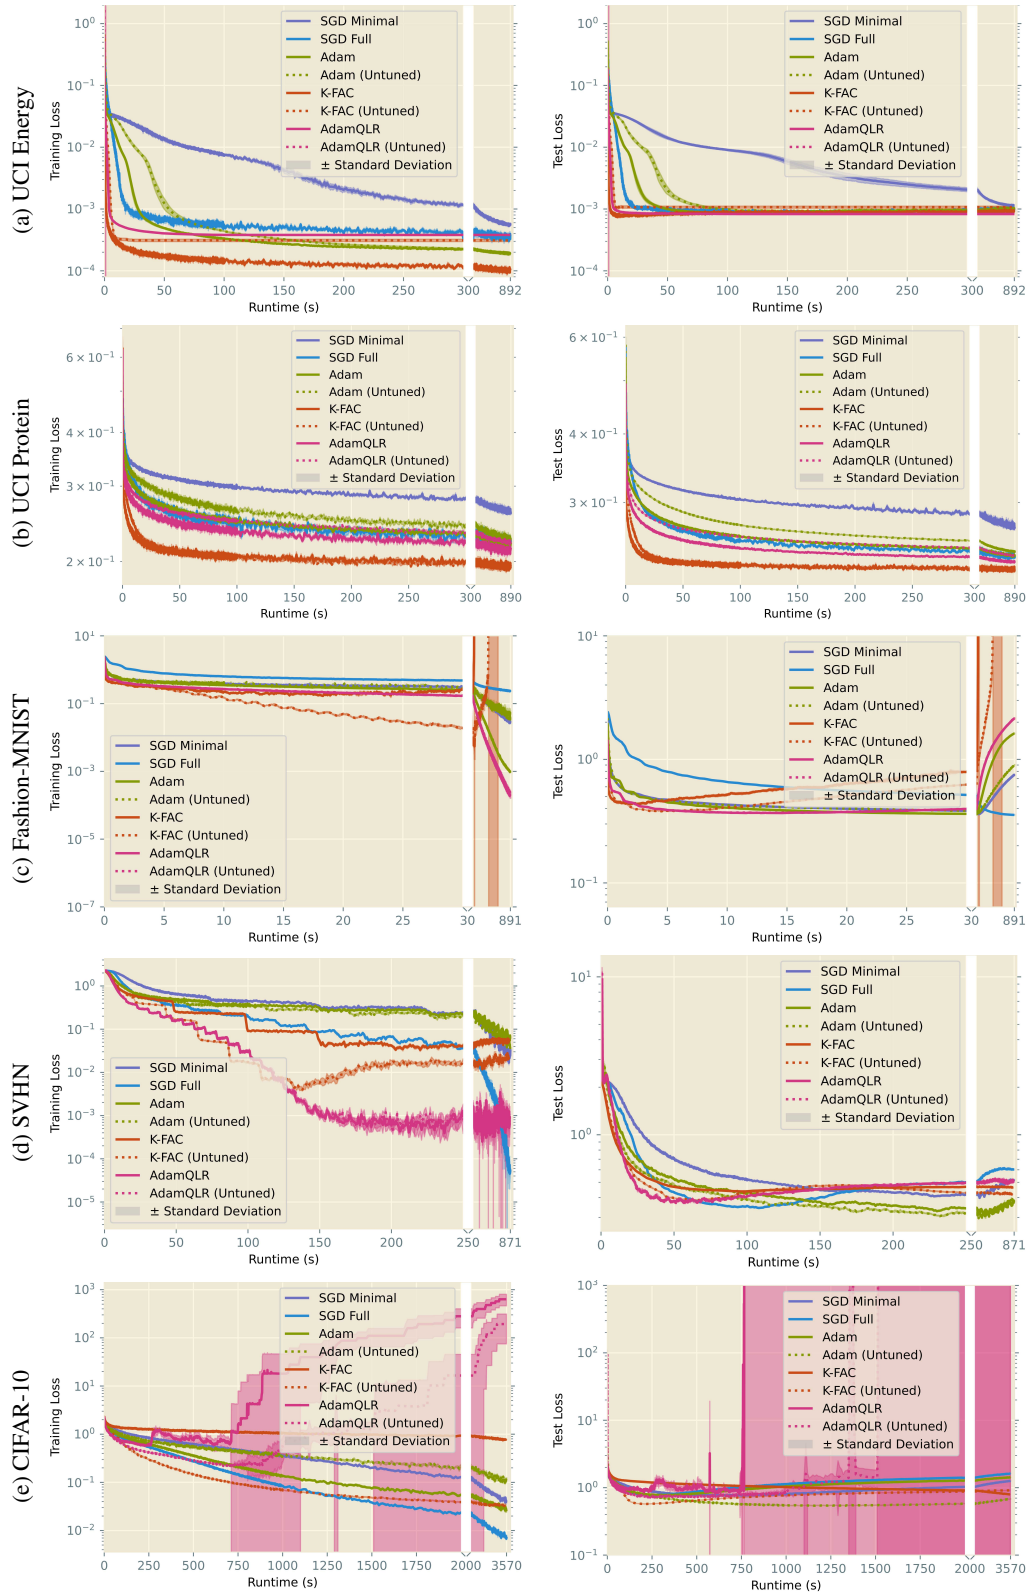 (a) UCI Energy
Training Loss
10⁰
10⁻¹
10⁻²
10⁻³
10⁻⁴
SGD Minimal
SGD Full
Adam
Adam (Untuned)
K-FAC
K-FAC (Untuned)
AdamQLR
AdamQLR (Untuned)
± Standard Deviation
0 50 100 150 200 250 300 892
Runtime (s)
Test Loss
10⁰
10⁻¹
10⁻²
10⁻³
10⁻⁴
SGD Minimal
SGD Full
Adam
Adam (Untuned)
K-FAC
K-FAC (Untuned)
AdamQLR
AdamQLR (Untuned)
± Standard Deviation
0 50 100 150 200 250 300 892
Runtime (s)
(b) UCI Protein
Training Loss
6 × 10⁻¹
4 × 10⁻¹
3 × 10⁻¹
2 × 10⁻¹
SGD Minimal
SGD Full
Adam
Adam (Untuned)
K-FAC
K-FAC (Untuned)
AdamQLR
AdamQLR (Untuned)
± Standard Deviation
0 50 100 150 200 250 300 890
Runtime (s)
Test Loss
6 × 10⁻¹
4 × 10⁻¹
3 × 10⁻¹
SGD Minimal
SGD Full
Adam
Adam (Untuned)
K-FAC
K-FAC (Untuned)
AdamQLR
AdamQLR (Untuned)
± Standard Deviation
0 50 100 150 200 250 300 890
Runtime (s)
(c) Fashion-MNIST
Training Loss
10¹
10⁻¹
10⁻³
10⁻⁵
10⁻⁷
SGD Minimal
SGD Full
Adam
Adam (Untuned)
K-FAC
K-FAC (Untuned)
AdamQLR
AdamQLR (Untuned)
± Standard Deviation
0 5 10 15 20 25 30 891
Runtime (s)
Test Loss
10¹
10⁰
10⁻¹
SGD Minimal
SGD Full
Adam
Adam (Untuned)
K-FAC
K-FAC (Untuned)
AdamQLR
AdamQLR (Untuned)
± Standard Deviation
0 5 10 15 20 25 30 891
Runtime (s)
(d) SVHN
Training Loss
10⁰
10⁻¹
10⁻²
10⁻³
10⁻⁴
10⁻⁵
SGD Minimal
SGD Full
Adam
Adam (Untuned)
K-FAC
K-FAC (Untuned)
AdamQLR
AdamQLR (Untuned)
± Standard Deviation
0 50 100 150 200 250 871
Runtime (s)
Test Loss
10¹
10⁰
SGD Minimal
SGD Full
Adam
Adam (Untuned)
K-FAC
K-FAC (Untuned)
AdamQLR
AdamQLR (Untuned)
± Standard Deviation
0 50 100 150 200 250 871
Runtime (s)
(e) CIFAR-10
Training Loss
10³
10²
10¹
10⁰
10⁻¹
10⁻²
SGD Minimal
SGD Full
Adam
Adam (Untuned)
K-FAC
K-FAC (Untuned)
AdamQLR
AdamQLR (Untuned)
± Standard Deviation
0 250 500 750 1000 1250 1500 1750 2000 3570
Runtime (s)
Test Loss
10³
10²
10¹
10⁰
10⁻¹
SGD Minimal
SGD Full
Adam
Adam (Untuned)
K-FAC
K-FAC (Untuned)
AdamQLR
AdamQLR (Untuned)
± Standard Deviation
0 250 500 750 1000 1250 1500 1750 2000 3570
Runtime (s)